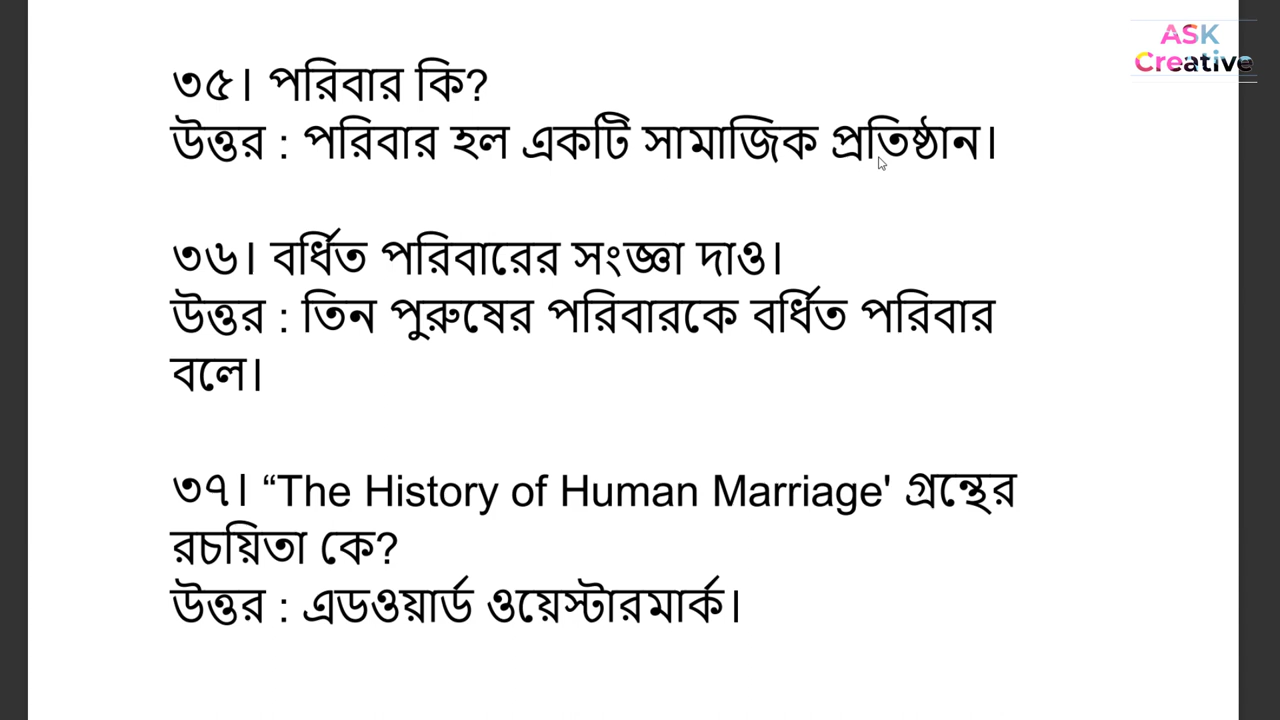 ASK
Creative
৩৫। পরিবার কি?
উত্তর : পরিবার হল একটি সামাজিক প্রতিষ্ঠান।
৩৬। বর্ধিত পরিবারের সংজ্ঞা দাও।
উত্তর : তিন পুরুষের পরিবারকে বর্ধিত পরিবার
বলে।
৩৭। “The History of Human Marriage' গ্রন্থের
রচয়িতা কে?
উত্তর : এডওয়ার্ড ওয়েস্টারমার্ক।